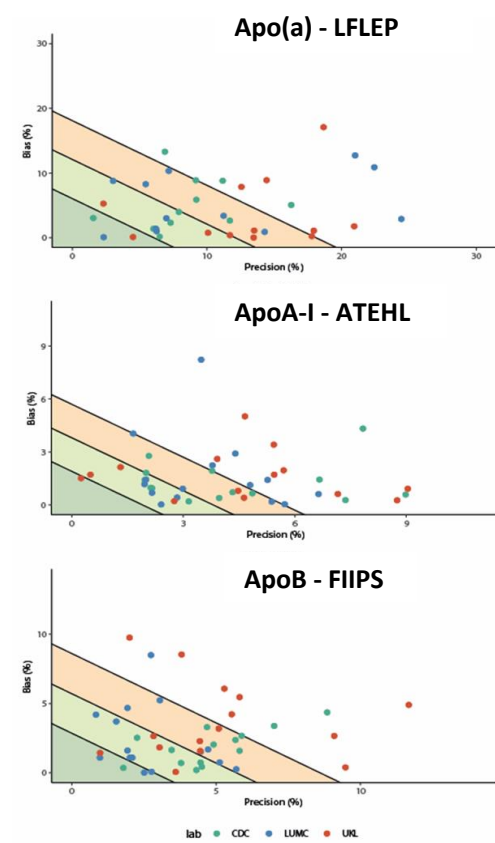 Apo(a) - LFLEP
30
20
10
0
Bias (%)
0 10 20 30
Precision (%)
ApoA-I - ATEHL
9
6
3
0
Bias (%)
0 3 6 9
Precision (%)
ApoB - FIIPS
10
5
0
Bias (%)
0 5 10
Precision (%)
lab CDC LUMC UKL